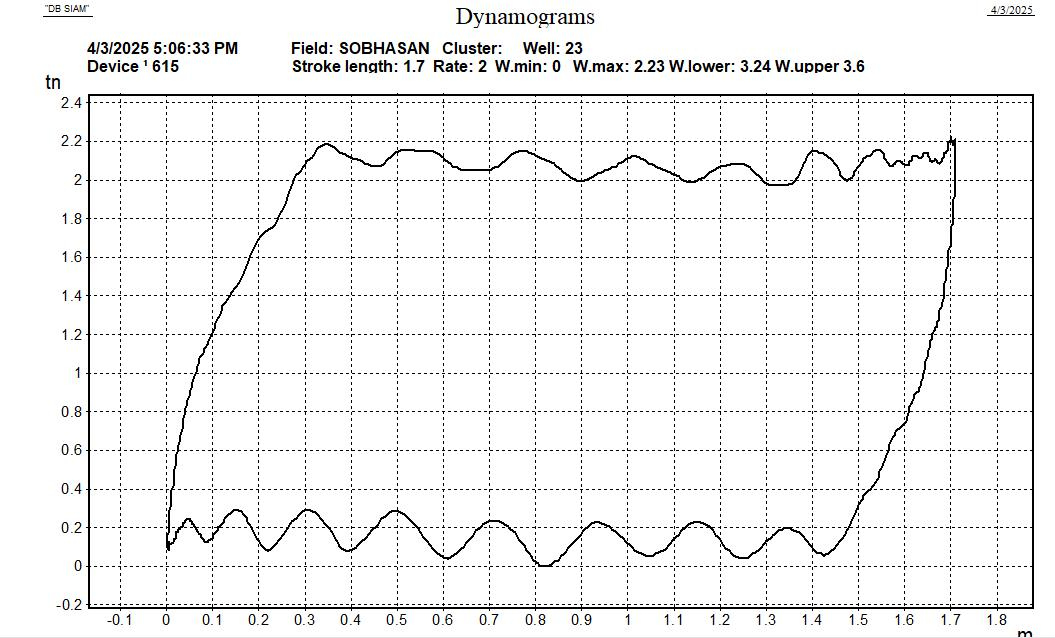 "DB SIAM"
4/3/2025
Dynamograms
4/3/2025 5:06:33 PM Field: SOBHASAN Cluster: Well: 23
Device ¹ 615 Stroke length: 1.7 Rate: 2 W.min: 0 W.max: 2.23 W.lower: 3.24 W.upper 3.6
tn
2.4
2.2
2
1.8
1.6
1.4
1.2
1
0.8
0.6
0.4
0.2
0
-0.2
-0.1 0 0.1 0.2 0.3 0.4 0.5 0.6 0.7 0.8 0.9 1 1.1 1.2 1.3 1.4 1.5 1.6 1.7 1.8
m